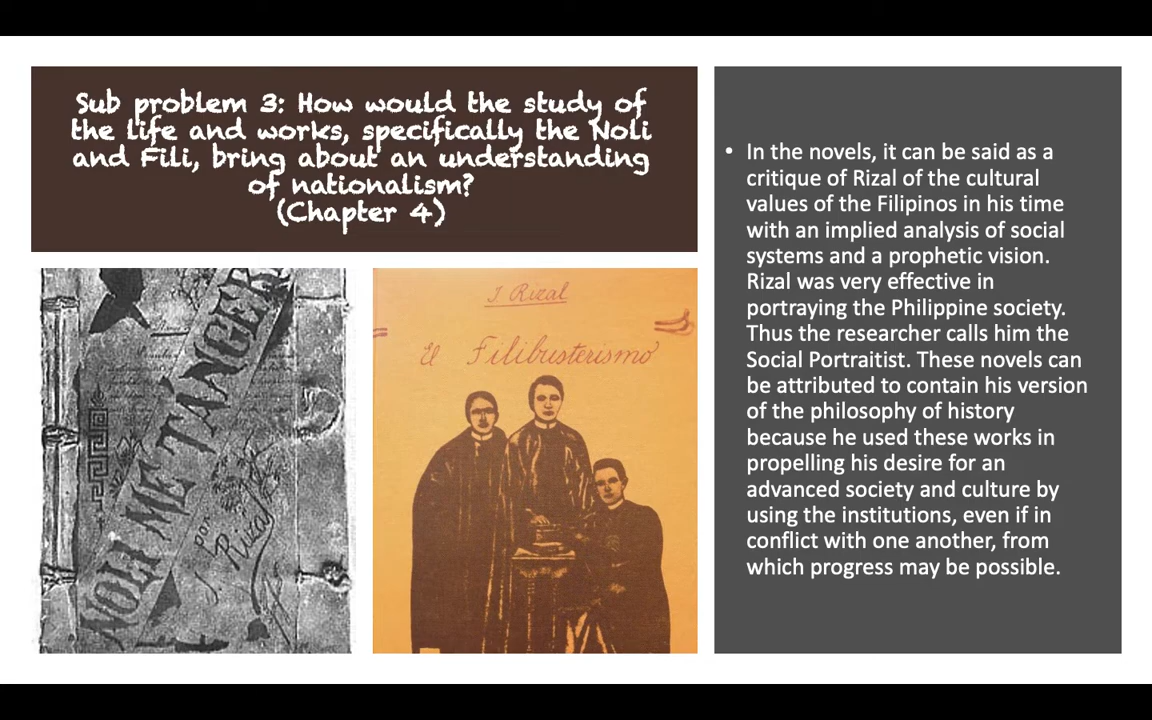 Sub problem 3: How would the study of
the life and works, specifically the Noli
and Fili, bring about an understanding
of nationalism?
(Chapter 4)
NOLI ME TANGERE
por
J Rizal
J. Rizal
El Filibusterismo
• In the novels, it can be said as a
critique of Rizal of the cultural
values of the Filipinos in his time
with an implied analysis of social
systems and a prophetic vision.
Rizal was very effective in
portraying the Philippine society.
Thus the researcher calls him the
Social Portraitist. These novels can
be attributed to contain his version
of the philosophy of history
because he used these works in
propelling his desire for an
advanced society and culture by
using the institutions, even if in
conflict with one another, from
which progress may be possible.